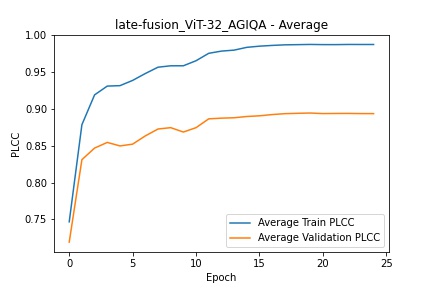 late-fusion_ViT-32_AGIQA - Average
1.00
0.95
0.90
0.85
0.80
0.75
PLCC
Average Train PLCC
Average Validation PLCC
0 5 10 15 20 25
Epoch